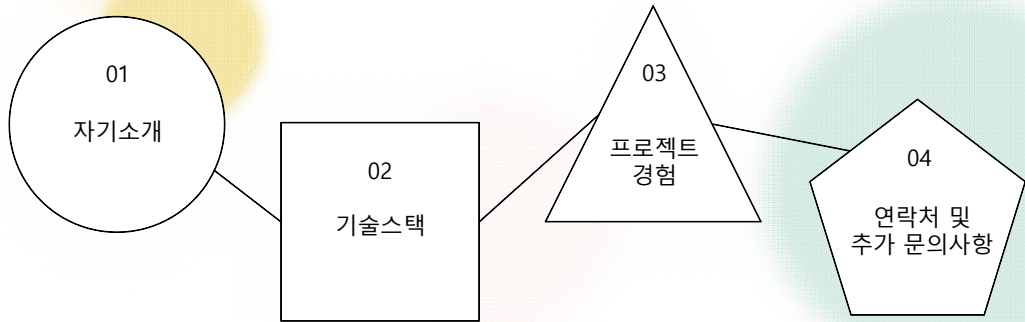 01
자기소개
02
기술스택
03
프로젝트
경험
04
연락처 및
추가 문의사항